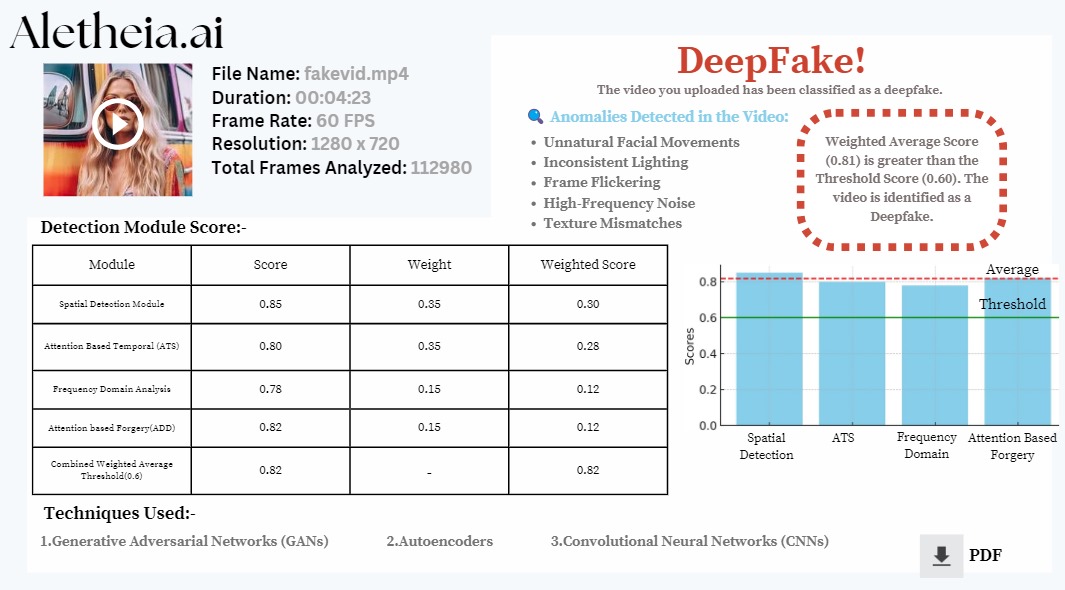 Aletheia.ai
File Name: fakevid.mp4
Duration: 00:04:23
Frame Rate: 60 FPS
Resolution: 1280 x 720
Total Frames Analyzed: 112980
DeepFake!
The video you uploaded has been classified as a deepfake.
Anomalies Detected in the Video:
• Unnatural Facial Movements
• Inconsistent Lighting
• Frame Flickering
• High-Frequency Noise
• Texture Mismatches
Weighted Average Score
(0.81) is greater than the
Threshold Score (0.60). The
video is identified as a
Deepfake.
Detection Module Score:-
Module Score Weight Weighted Score
Spatial Detection Module 0.85 0.35 0.30
Attention Based Temporal (ATS) 0.80 0.35 0.28
Frequency Domain Analysis 0.78 0.15 0.12
Attention based Forgery(ADD) 0.82 0.15 0.12
Combined Weighted Average
Threshold(0.6) 0.82 - 0.82
Average
Threshold
Scores
0.8
0.6
0.4
0.2
0.0
Spatial
Detection
ATS
Frequency
Domain
Attention Based
Forgery
Techniques Used:-
1.Generative Adversarial Networks (GANs) 2.Autoencoders 3.Convolutional Neural Networks (CNNs)
PDF